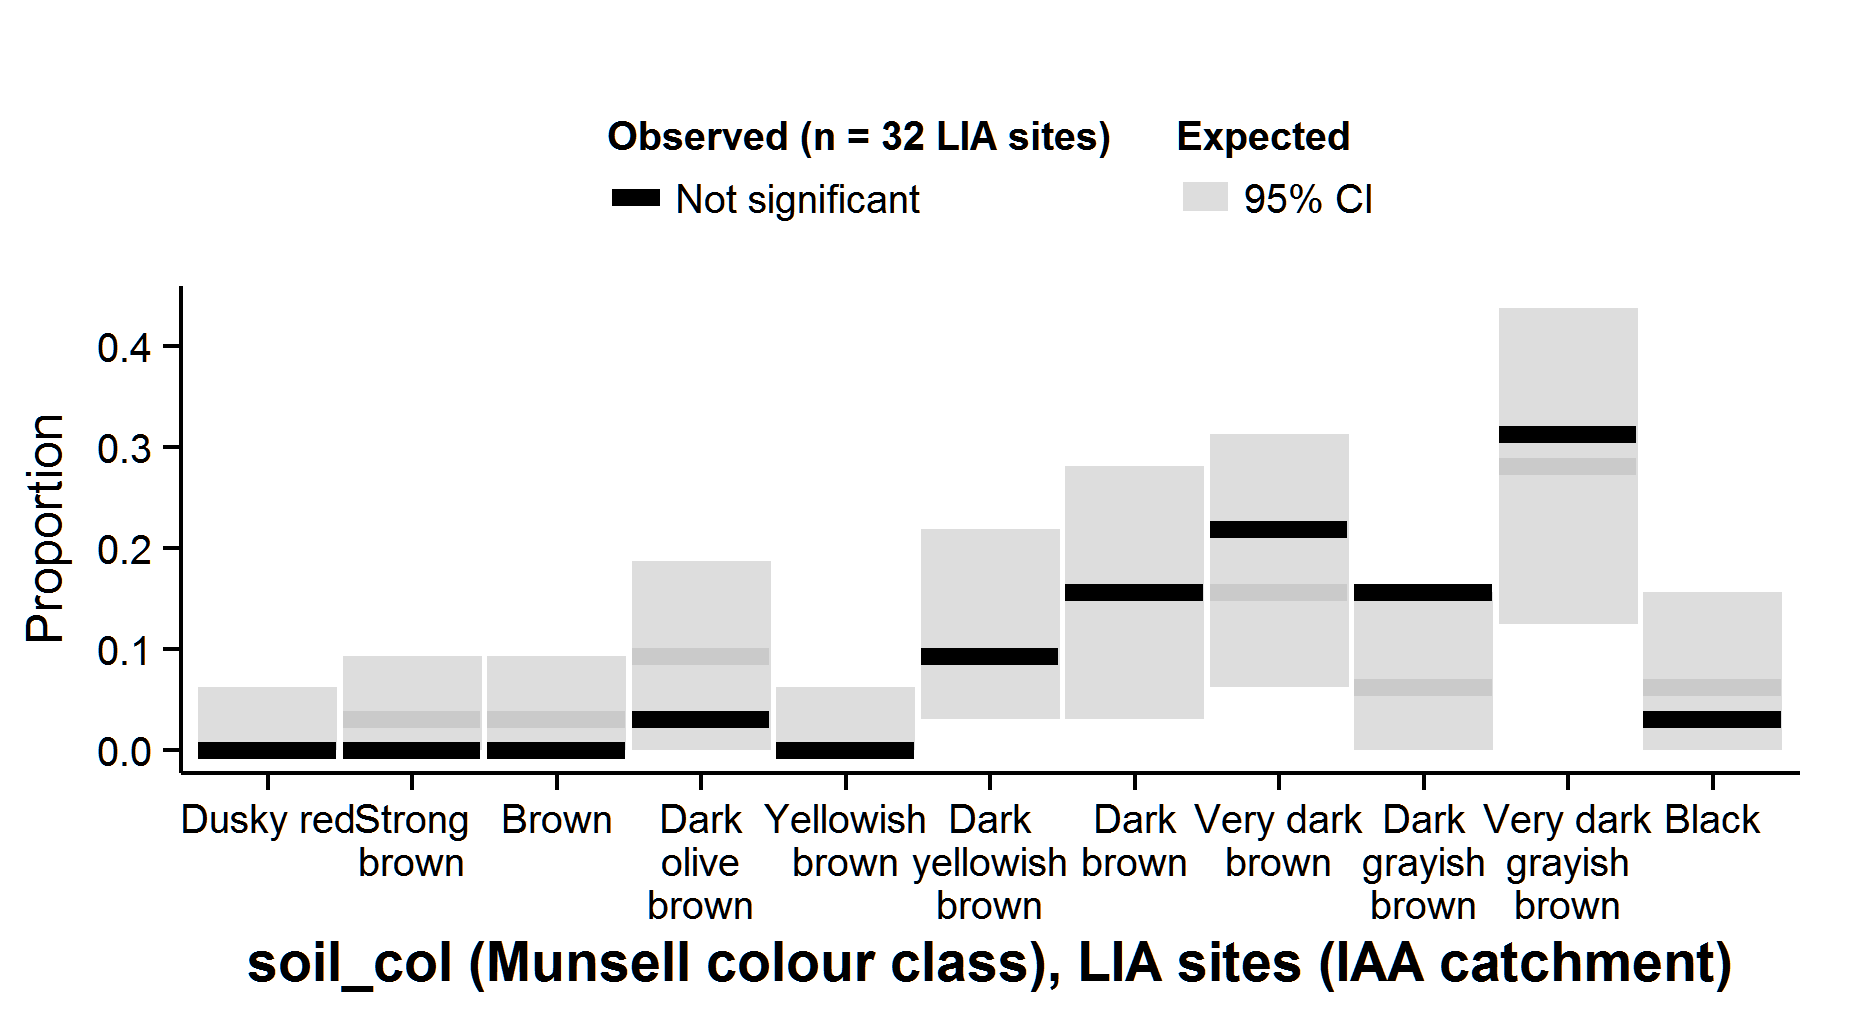 Observed (n = 32 LIA sites) Expected
Not significant 95% CI
0.4
0.3
0.2
0.1
0.0
Proportion
Dusky red Strong Brown Dark Yellowish Dark Dark Very dark Dark Very dark Black
brown olive brown yellowish brown brown grayish grayish
brown brown brown brown
soil_col (Munsell colour class), LIA sites (IAA catchment)